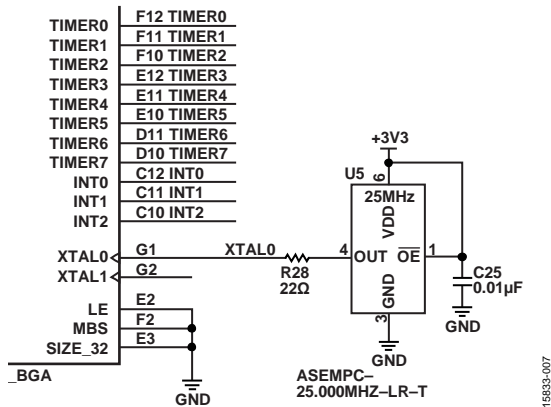 TIMER0 F12 TIMER0
TIMER1 F11 TIMER1
TIMER2 F10 TIMER2
TIMER3 E12 TIMER3
TIMER4 E11 TIMER4
TIMER5 E10 TIMER5
TIMER6 D11 TIMER6
TIMER7 D10 TIMER7
INT0 C12 INT0
INT1 C11 INT1
INT2 C10 INT2
XTAL0 G1 XTAL0
XTAL1 G2
LE E2
MBS F2
SIZE_32 E3
_BGA
GND
R28
22Ω
+3V3
U5
6
25MHz
VDD
4 OUT OE 1
GND
3
GND
C25
0.01µF
GND
ASEMPC–
25.000MHZ–LR–T
15833-007